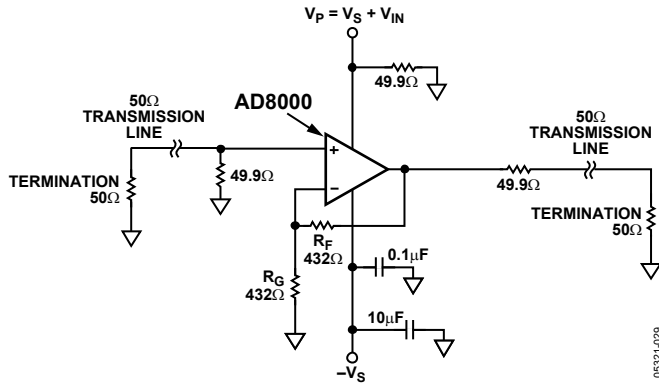 V_P = V_S + V_IN
49.9Ω
AD8000
50Ω
TRANSMISSION
LINE
50Ω
TRANSMISSION
LINE
+
−
49.9Ω
49.9Ω
TERMINATION
50Ω
TERMINATION
50Ω
R_F
432Ω
0.1µF
R_G
432Ω
10µF
–V_S
05321-029